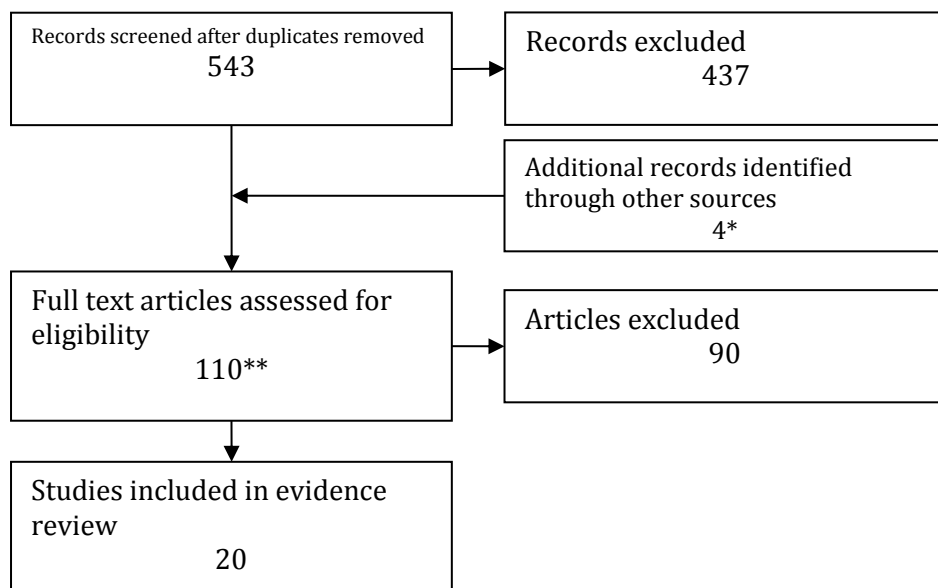 Records screened after duplicates removed
543
Records excluded
437
Additional records identified
through other sources
4*
Full text articles assessed for
eligibility
110**
Articles excluded
90
Studies included in evidence
review
20